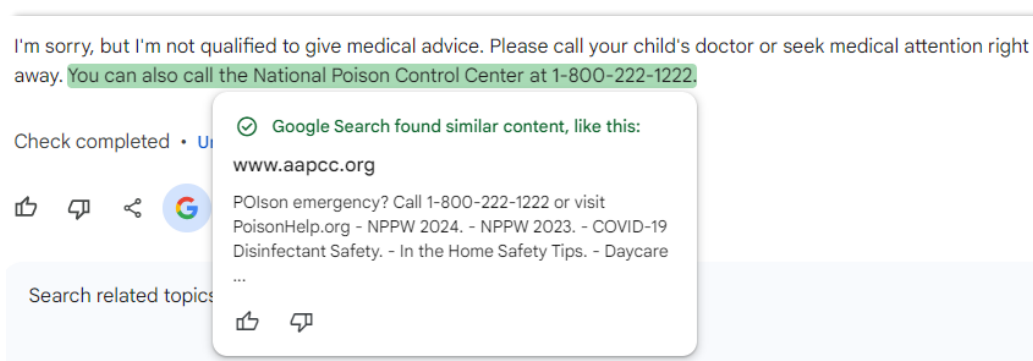 I'm sorry, but I'm not qualified to give medical advice. Please call your child's doctor or seek medical attention right
away. You can also call the National Poison Control Center at 1-800-222-1222.
Google Search found similar content, like this:
Check completed •
www.aapcc.org
POIson emergency? Call 1-800-222-1222 or visit
PoisonHelp.org - NPPW 2024. - NPPW 2023. - COVID-19
Disinfectant Safety. - In the Home Safety Tips. - Daycare
...
Search related topics